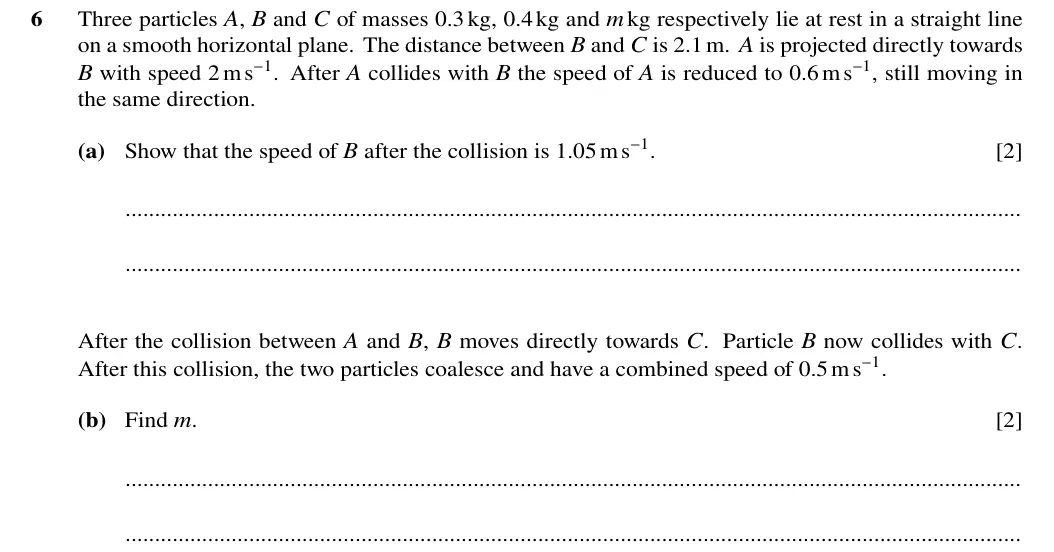 6 Three particles A, B and C of masses 0.3 kg, 0.4 kg and m kg respectively lie at rest in a straight line
on a smooth horizontal plane. The distance between B and C is 2.1 m. A is projected directly towards
B with speed 2 m s⁻¹. After A collides with B the speed of A is reduced to 0.6 m s⁻¹, still moving in
the same direction.
(a) Show that the speed of B after the collision is 1.05 m s⁻¹. [2]
After the collision between A and B, B moves directly towards C. Particle B now collides with C.
After this collision, the two particles coalesce and have a combined speed of 0.5 m s⁻¹.
(b) Find m. [2]